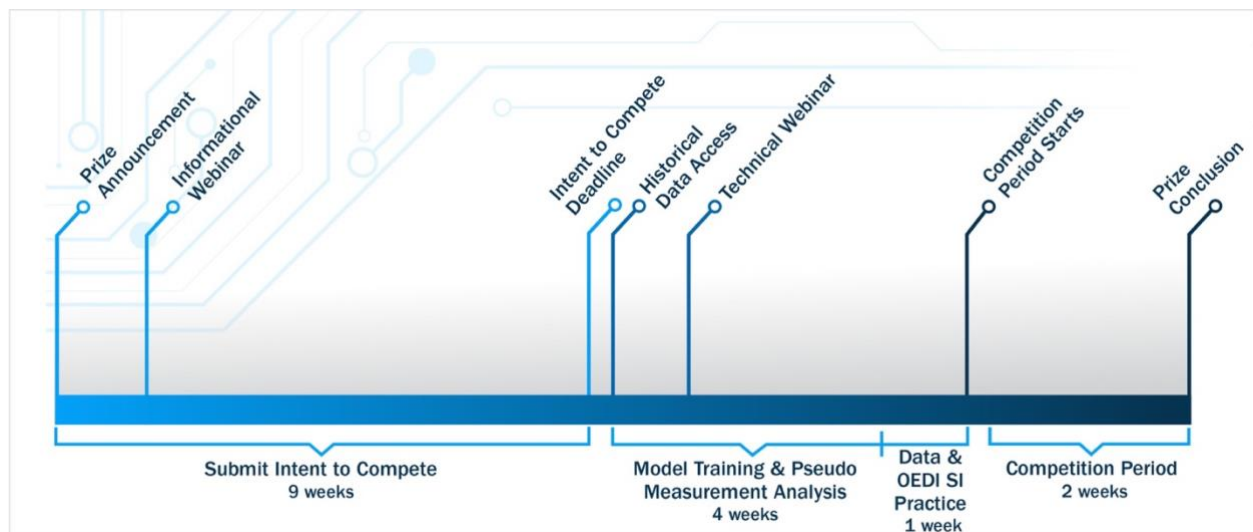 Prize
Announcement
Informational
Webinar
Intent to Compete
Deadline
Historical
Data Access
Technical Webinar
Competition
Period Starts
Prize
Conclusion
Submit Intent to Compete
9 weeks
Model Training & Pseudo
Measurement Analysis
4 weeks
Data &
OEDI SI
Practice
1 week
Competition Period
2 weeks